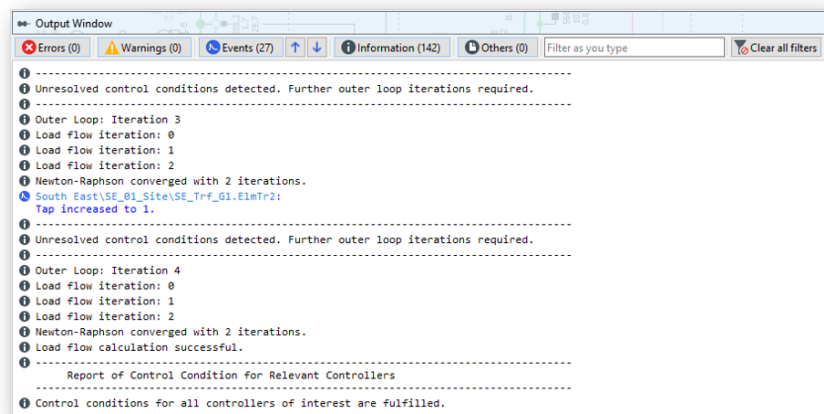 Output Window
Errors (0) Warnings (0) Events (27) Information (142) Others (0) Filter as you type Clear all filters
--------------------------------------------------------------------------------
Unresolved control conditions detected. Further outer loop iterations required.
--------------------------------------------------------------------------------
Outer Loop: Iteration 3
Load flow iteration: 0
Load flow iteration: 1
Load flow iteration: 2
Newton-Raphson converged with 2 iterations.
South East\SE_01_Site\SE_Trf_G1.ElmTr2:
Tap increased to 1.
--------------------------------------------------------------------------------
Unresolved control conditions detected. Further outer loop iterations required.
--------------------------------------------------------------------------------
Outer Loop: Iteration 4
Load flow iteration: 0
Load flow iteration: 1
Load flow iteration: 2
Newton-Raphson converged with 2 iterations.
Load flow calculation successful.
--------------------------------------------------------------------------------
Report of Control Condition for Relevant Controllers
--------------------------------------------------------------------------------
Control conditions for all controllers of interest are fulfilled.